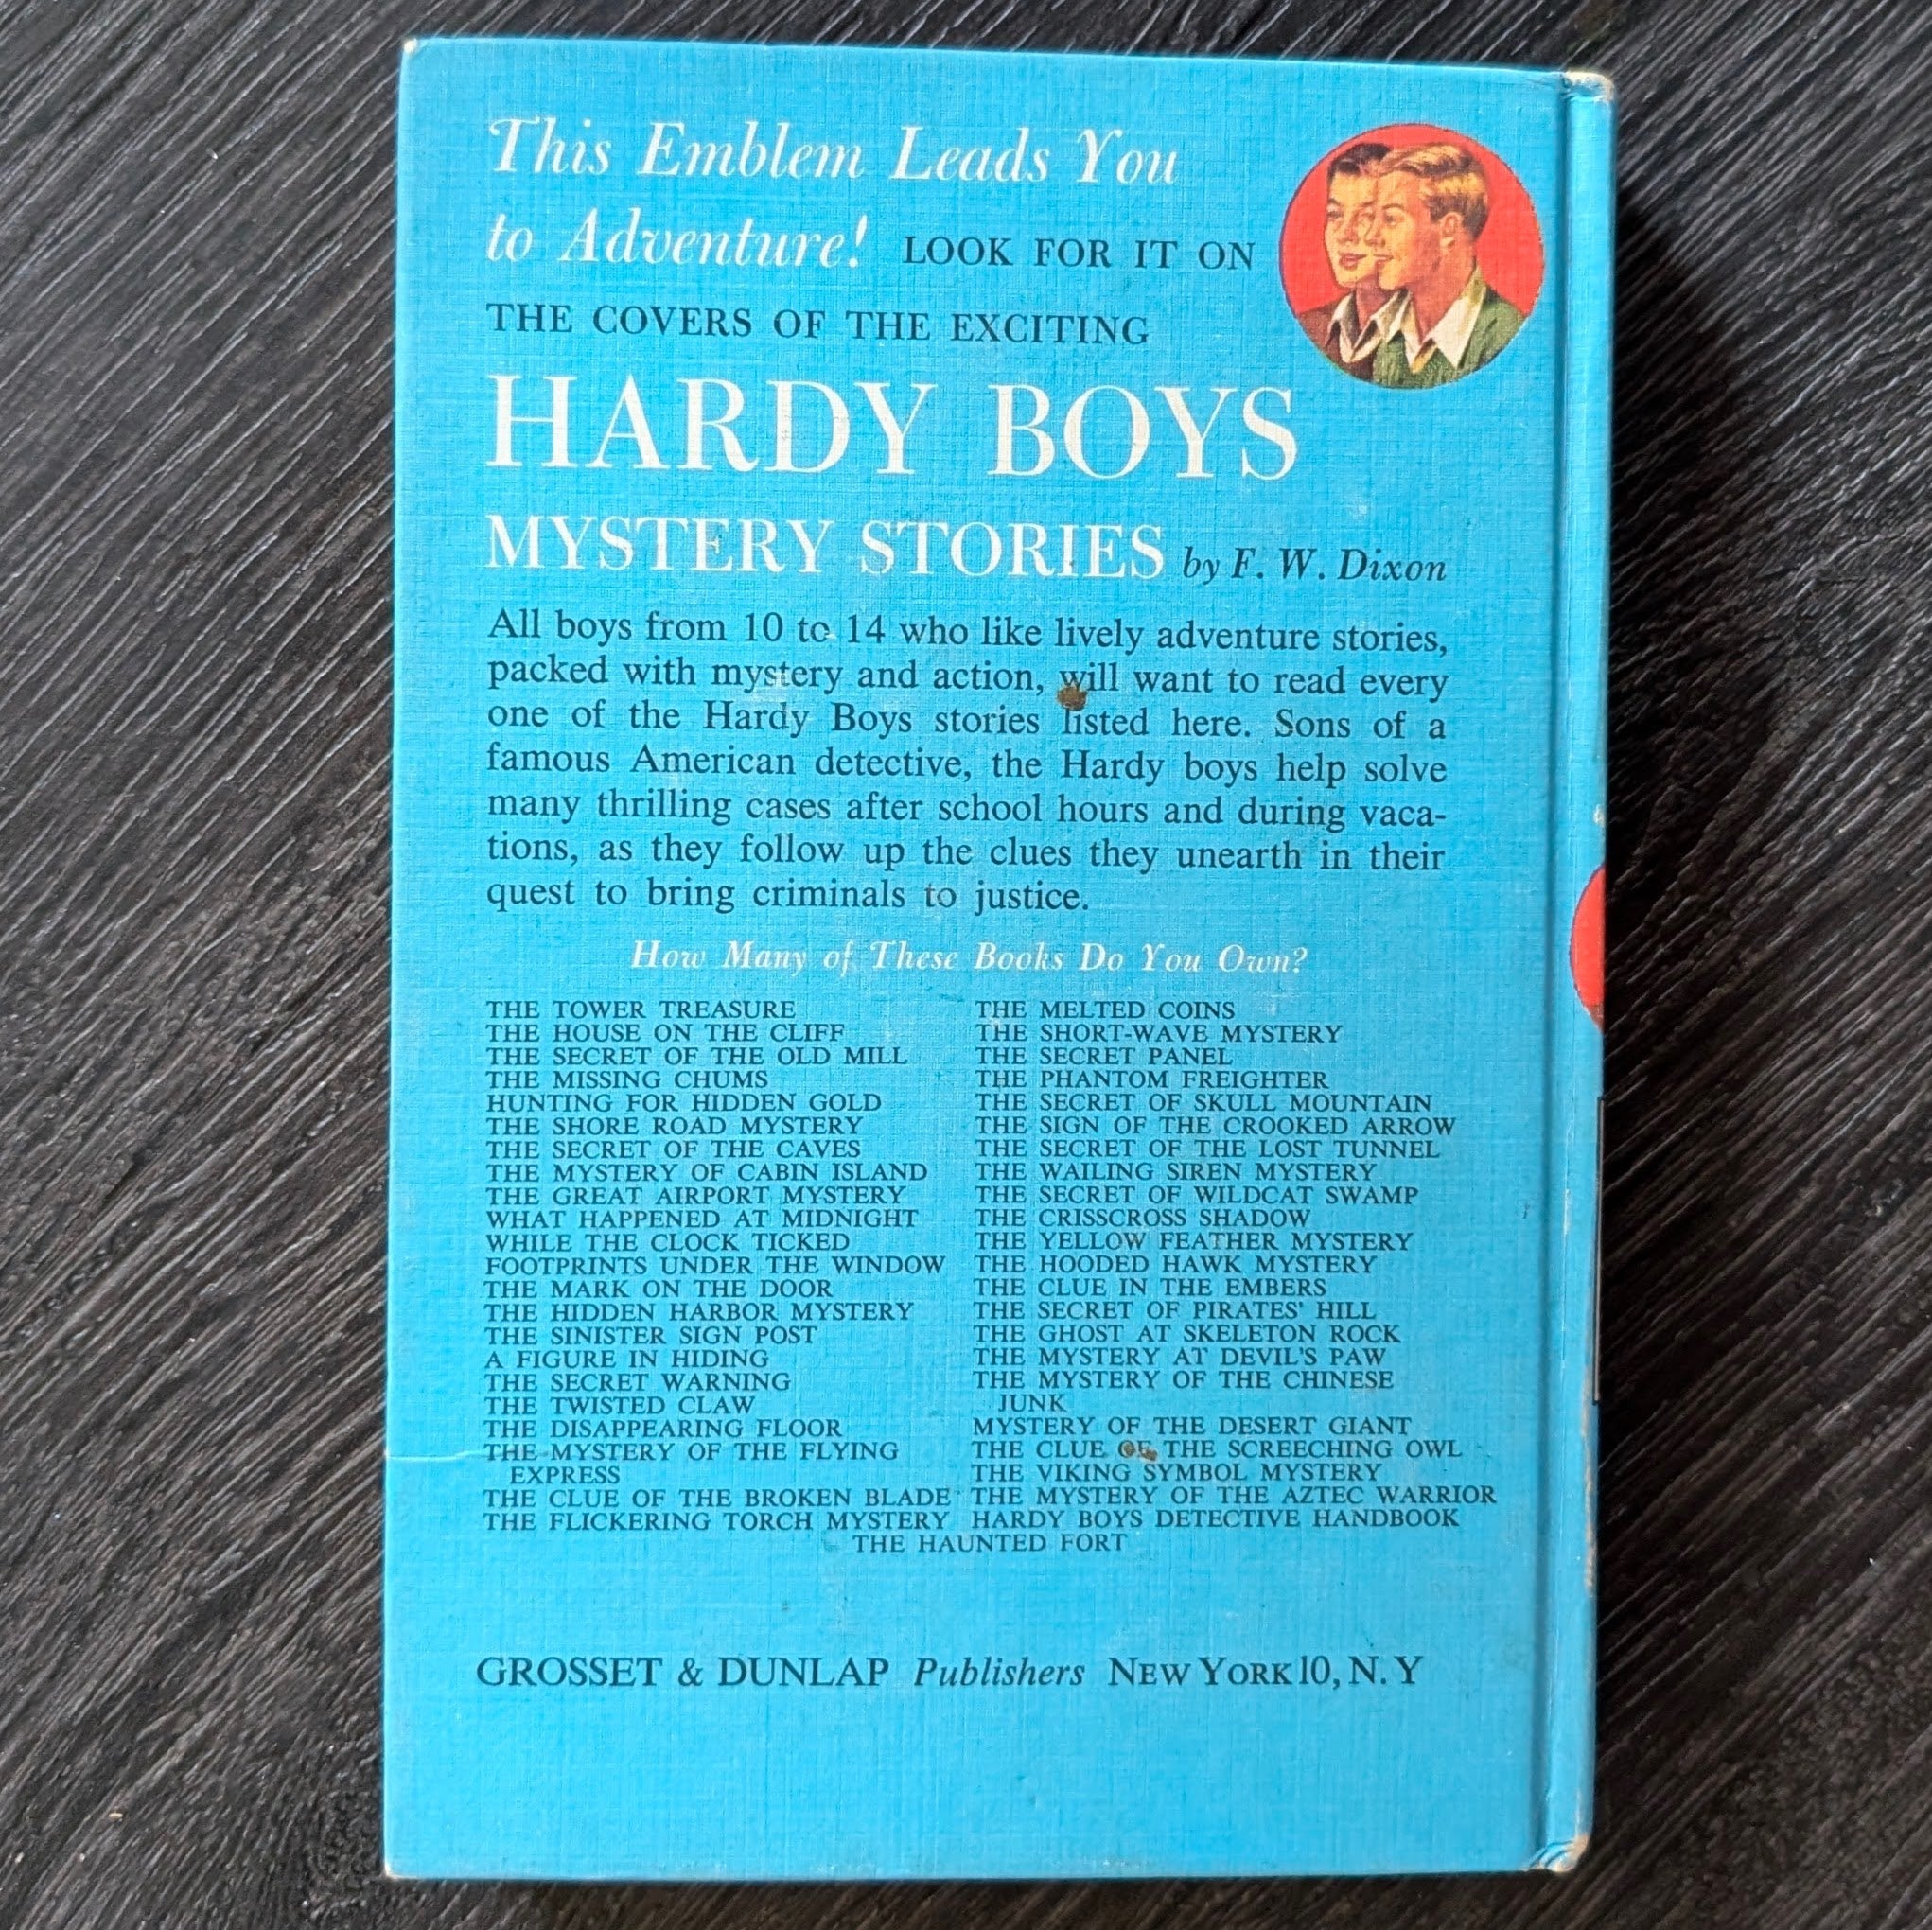 This Emblem Leads You
to Adventure! LOOK FOR IT ON
THE COVERS OF THE EXCITING
HARDY BOYS
MYSTERY STORIES by F. W. Dixon
All boys from 10 to 14 who like lively adventure stories,
packed with mystery and action, will want to read every
one of the Hardy Boys stories listed here. Sons of a
famous American detective, the Hardy boys help solve
many thrilling cases after school hours and during vaca-
tions, as they follow up the clues they unearth in their
quest to bring criminals to justice.
How Many of These Books Do You Own?
THE TOWER TREASURE
THE HOUSE ON THE CLIFF
THE SECRET OF THE OLD MILL
THE MISSING CHUMS
HUNTING FOR HIDDEN GOLD
THE SHORE ROAD MYSTERY
THE SECRET OF THE CAVES
THE MYSTERY OF CABIN ISLAND
THE GREAT AIRPORT MYSTERY
WHAT HAPPENED AT MIDNIGHT
WHILE THE CLOCK TICKED
FOOTPRINTS UNDER THE WINDOW
THE MARK ON THE DOOR
THE HIDDEN HARBOR MYSTERY
THE SINISTER SIGN POST
A FIGURE IN HIDING
THE SECRET WARNING
THE TWISTED CLAW
THE DISAPPEARING FLOOR
THE MYSTERY OF THE FLYING
EXPRESS
THE CLUE OF THE BROKEN BLADE
THE FLICKERING TORCH MYSTERY
THE MELTED COINS
THE SHORT-WAVE MYSTERY
THE SECRET PANEL
THE PHANTOM FREIGHTER
THE SECRET OF SKULL MOUNTAIN
THE SIGN OF THE CROOKED ARROW
THE SECRET OF THE LOST TUNNEL
THE WAILING SIREN MYSTERY
THE SECRET OF WILDCAT SWAMP
THE CRISSCROSS SHADOW
THE YELLOW FEATHER MYSTERY
THE HOODED HAWK MYSTERY
THE CLUE IN THE EMBERS
THE SECRET OF PIRATES' HILL
THE GHOST AT SKELETON ROCK
THE MYSTERY AT DEVIL'S PAW
THE MYSTERY OF THE CHINESE
JUNK
MYSTERY OF THE DESERT GIANT
THE CLUE OF THE SCREECHING OWL
THE VIKING SYMBOL MYSTERY
THE MYSTERY OF THE AZTEC WARRIOR
HARDY BOYS DETECTIVE HANDBOOK
THE HAUNTED FORT
GROSSET & DUNLAP Publishers NEW YORK 10, N. Y